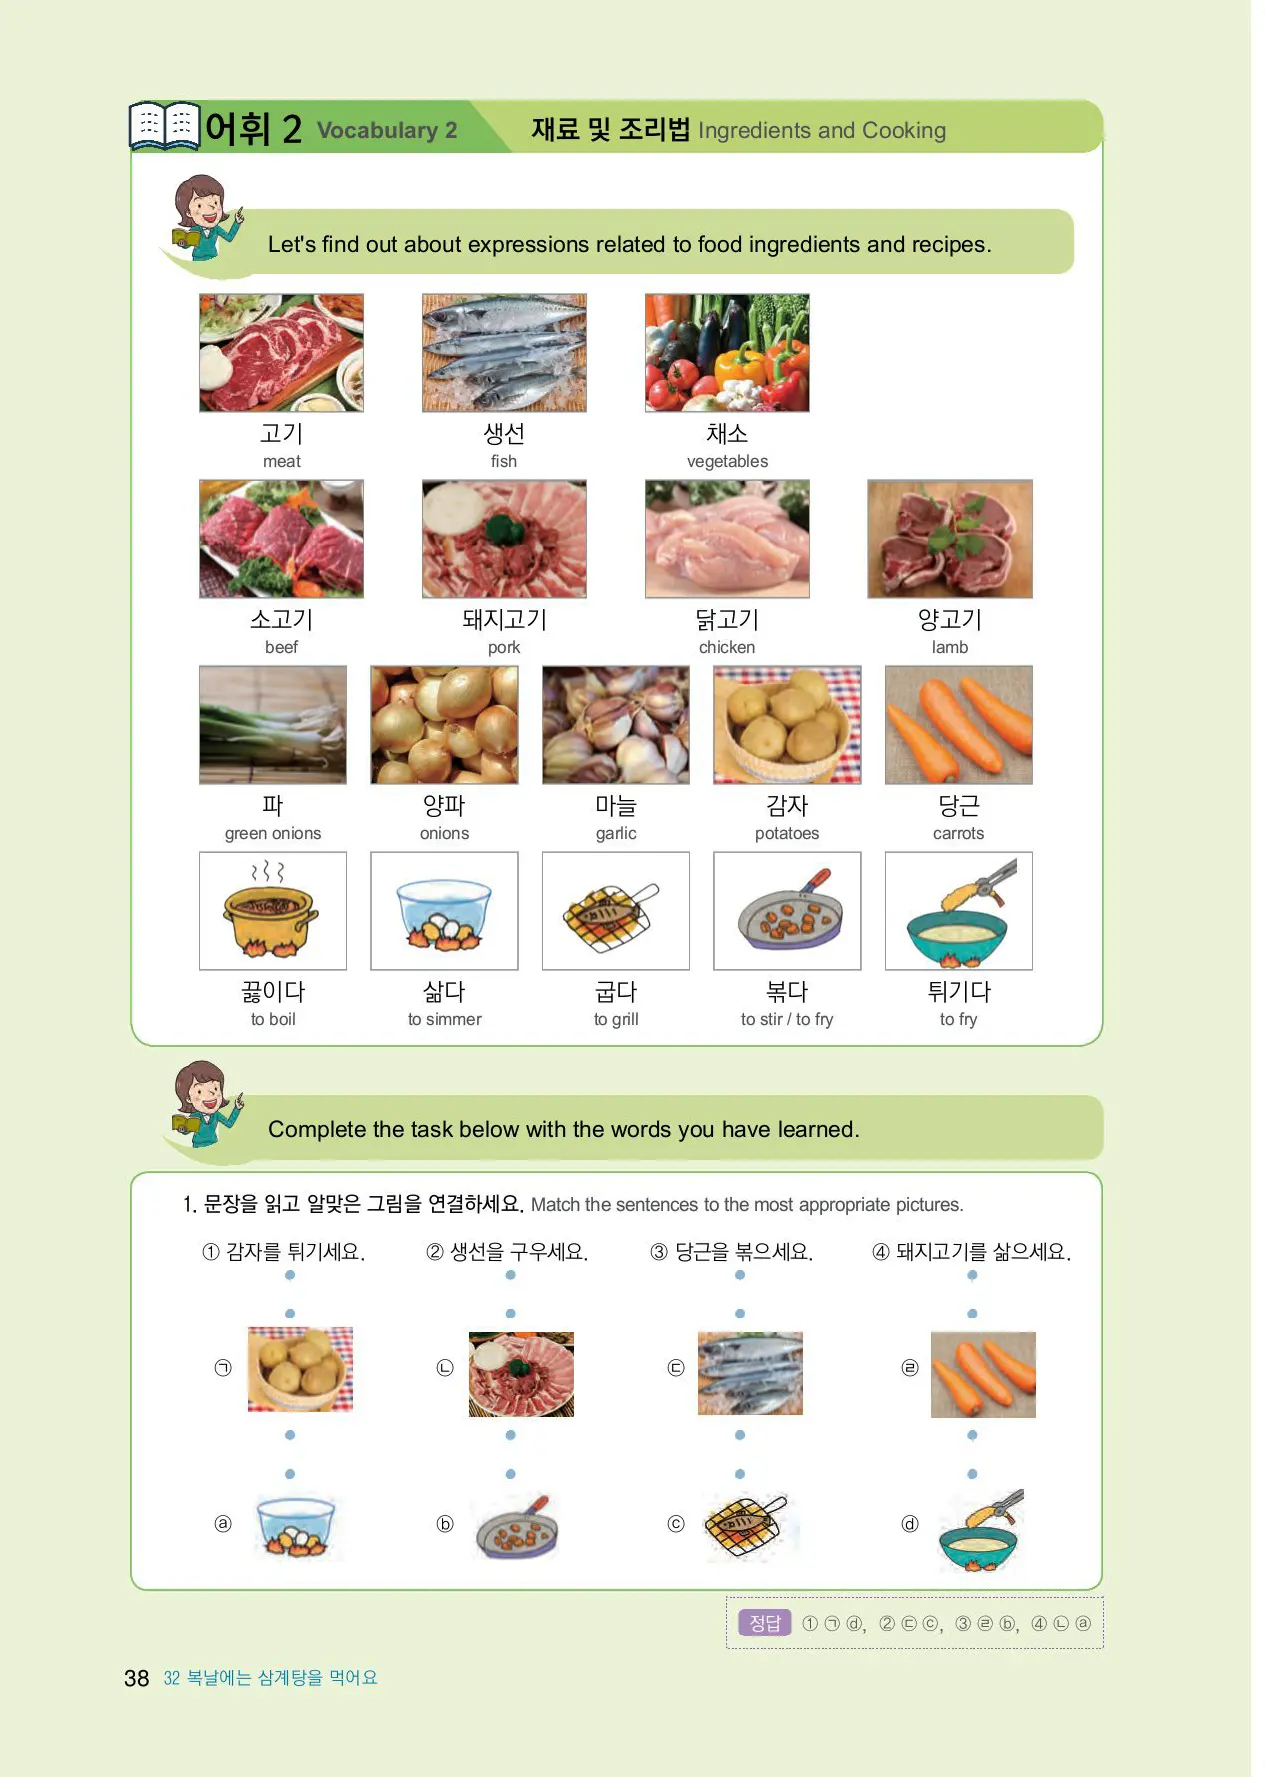 어휘 2 Vocabulary 2 재료 및 조리법 Ingredients and Cooking
Let's find out about expressions related to food ingredients and recipes.
고기 생선 채소
meat fish vegetables
소고기 돼지고기 닭고기 양고기
beef pork chicken lamb
파 양파 마늘 감자 당근
green onions onions garlic potatoes carrots
끓이다 삶다 굽다 볶다 튀기다
to boil to simmer to grill to stir / to fry to fry
Complete the task below with the words you have learned.
1. 문장을 읽고 알맞은 그림을 연결하세요. Match the sentences to the most appropriate pictures.
① 감자를 튀기세요. ② 생선을 구우세요. ③ 당근을 볶으세요. ④ 돼지고기를 삶으세요.
㉠ ㉡ ㉢ ㉣
ⓐ ⓑ ⓒ ⓓ
정답 ① ㉠ ⓓ, ② ㉢ ⓒ, ③ ㉣ ⓑ, ④ ㉡ ⓐ
38 32 복날에는 삼계탕을 먹어요